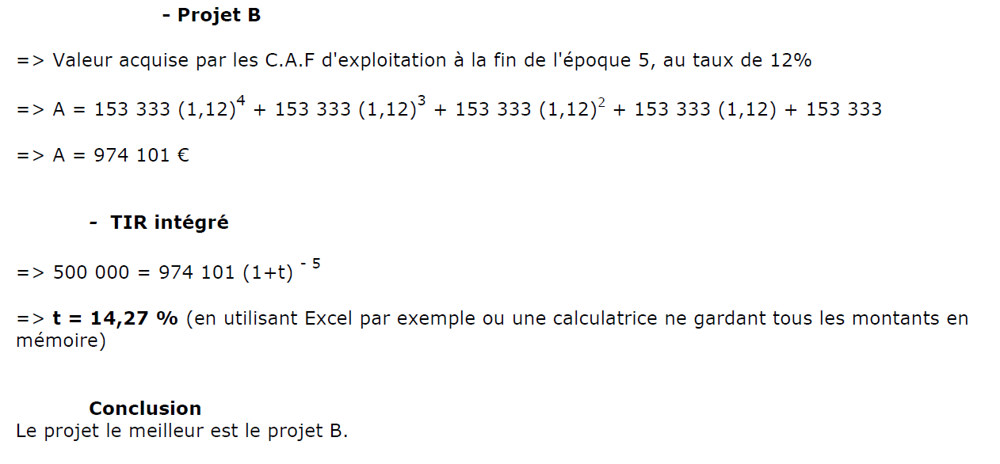 - Projet B
=> Valeur acquise par les C.A.F d'exploitation à la fin de l'époque 5, au taux de 12%
=> A = 153 333 (1,12)⁴ + 153 333 (1,12)³ + 153 333 (1,12)² + 153 333 (1,12) + 153 333
=> A = 974 101 €
- TIR intégré
=> 500 000 = 974 101 (1+t) ⁻ ⁵
=> t = 14,27 % (en utilisant Excel par exemple ou une calculatrice ne gardant tous les montants en
mémoire)
Conclusion
Le projet le meilleur est le projet B.